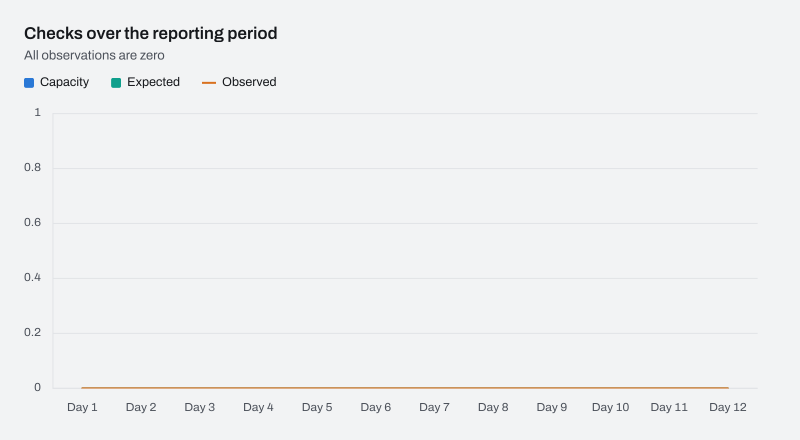 Checks over the reporting period
All observations are zero
Capacity Expected Observed
1
0.8
0.6
0.4
0.2
0
Day 1 Day 2 Day 3 Day 4 Day 5 Day 6 Day 7 Day 8 Day 9 Day 10 Day 11 Day 12